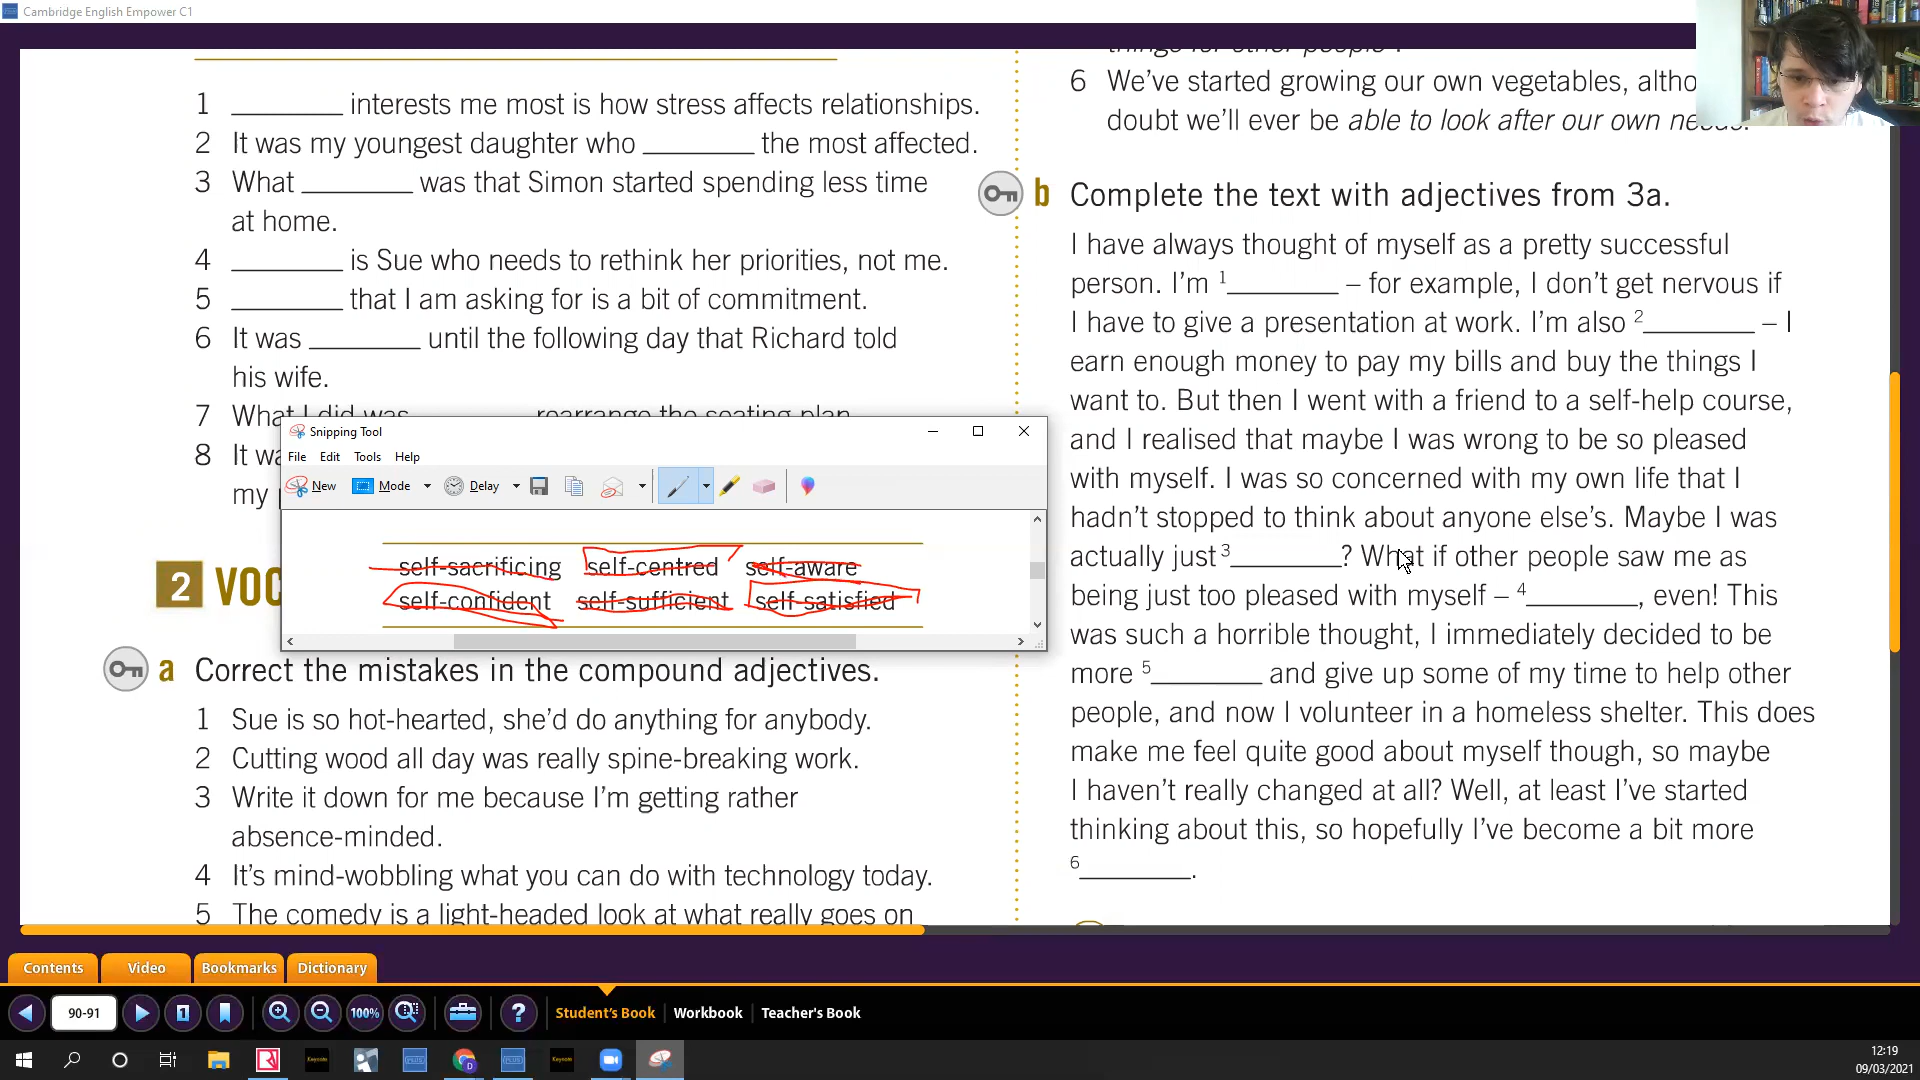 Cambridge English Empower C1
1 ________ interests me most is how stress affects relationships.
2 It was my youngest daughter who ________ the most affected.
3 What ________ was that Simon started spending less time
at home.
4 ________ is Sue who needs to rethink her priorities, not me.
5 ________ that I am asking for is a bit of commitment.
6 It was ________ until the following day that Richard told
his wife.
7 What I did was ________ rearrange the seating plan
8 It wa
my
Snipping Tool
File Edit Tools Help
New Mode Delay
self-sacrificing self-centred self-aware
self-confident self-sufficient self-satisfied
2 VOC
a Correct the mistakes in the compound adjectives.
1 Sue is so hot-hearted, she'd do anything for anybody.
2 Cutting wood all day was really spine-breaking work.
3 Write it down for me because I'm getting rather
absence-minded.
4 It's mind-wobbling what you can do with technology today.
5 The comedy is a light-headed look at what really goes on
things for other people
6 We've started growing our own vegetables, altho
doubt we'll ever be able to look after our own needs.
b Complete the text with adjectives from 3a.
I have always thought of myself as a pretty successful
person. I'm 1________ – for example, I don't get nervous if
I have to give a presentation at work. I'm also 2________ – I
earn enough money to pay my bills and buy the things I
want to. But then I went with a friend to a self-help course,
and I realised that maybe I was wrong to be so pleased
with myself. I was so concerned with my own life that I
hadn't stopped to think about anyone else's. Maybe I was
actually just 3________? What if other people saw me as
being just too pleased with myself – 4________, even! This
was such a horrible thought, I immediately decided to be
more 5________ and give up some of my time to help other
people, and now I volunteer in a homeless shelter. This does
make me feel quite good about myself though, so maybe
I haven't really changed at all? Well, at least I've started
thinking about this, so hopefully I've become a bit more
6________.
Contents Video Bookmarks Dictionary
90-91 1 100% ? Student's Book Workbook Teacher's Book
12:19
09/03/2021